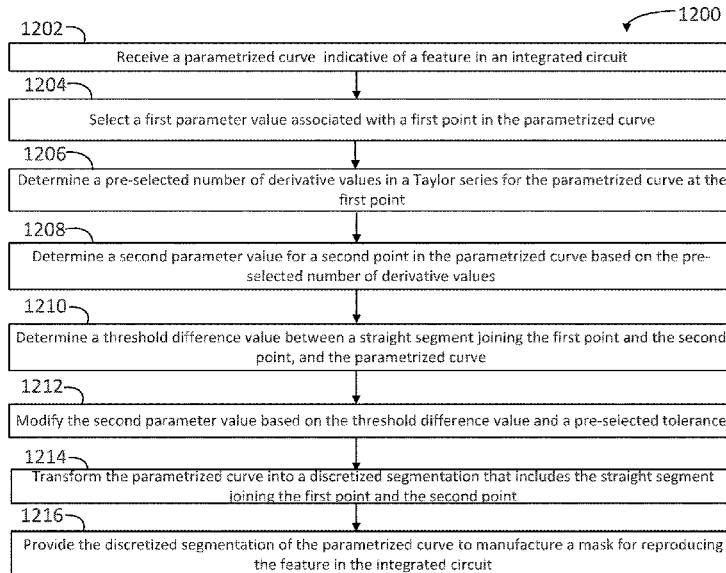 1200
1202
Receive a parametrized curve indicative of a feature in an integrated circuit
1204
Select a first parameter value associated with a first point in the parametrized curve
1206
Determine a pre-selected number of derivative values in a Taylor series for the parametrized curve at the
first point
1208
Determine a second parameter value for a second point in the parametrized curve based on the pre-
selected number of derivative values
1210
Determine a threshold difference value between a straight segment joining the first point and the second
point, and the parametrized curve
1212
Modify the second parameter value based on the threshold difference value and a pre-selected tolerance
1214
Transform the parametrized curve into a discretized segmentation that includes the straight segment
joining the first point and the second point
1216
Provide the discretized segmentation of the parametrized curve to manufacture a mask for reproducing
the feature in the integrated circuit